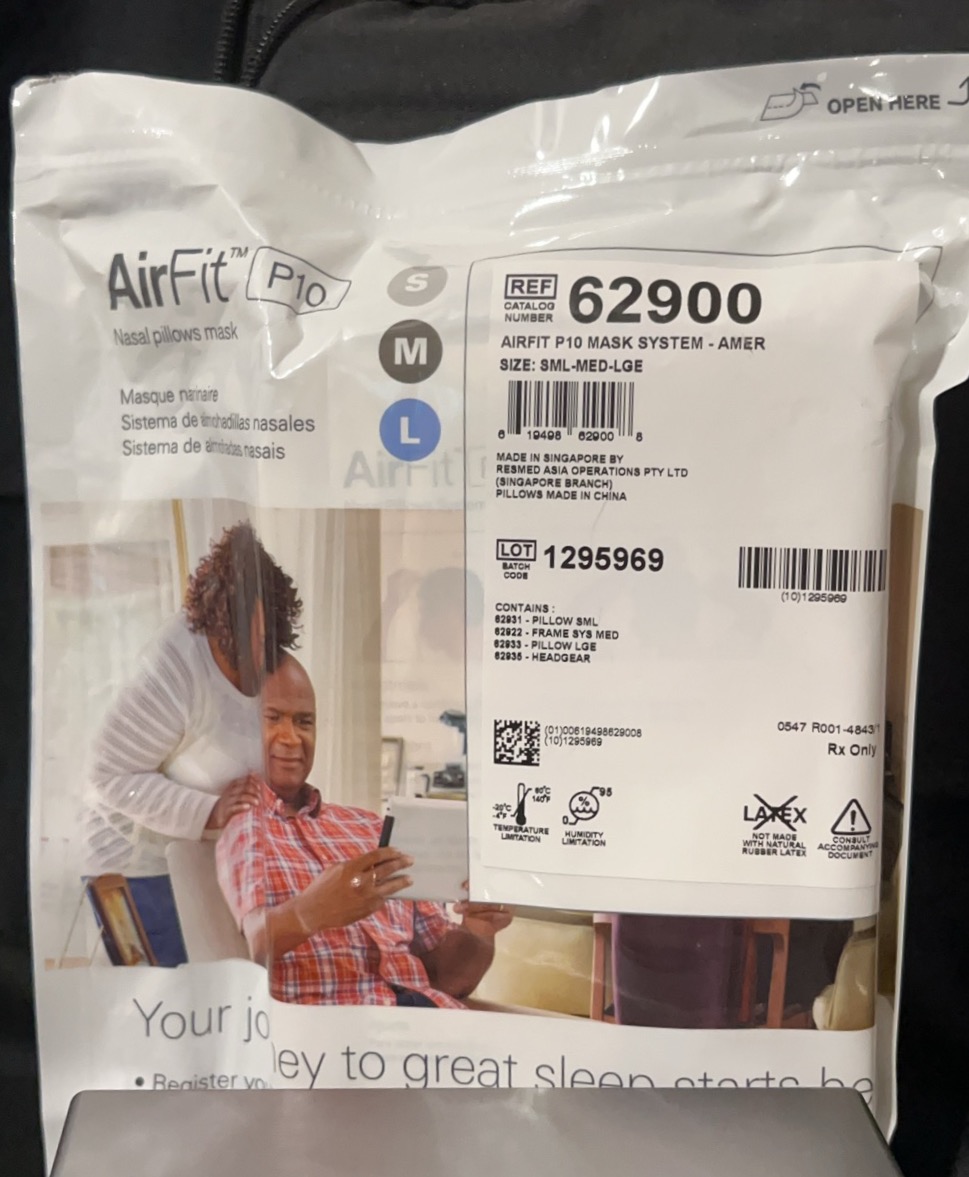 OPEN HERE
AirFit™ P10
Nasal pillows mask
Masque narinaire
Sistema de almohadillas nasales
Sistema de almofadas nasais
S
M
L
AirFit
REF
CATALOG
NUMBER
62900
AIRFIT P10 MASK SYSTEM - AMER
SIZE: SML-MED-LGE
6 19498 62900 8
MADE IN SINGAPORE BY
RESMED ASIA OPERATIONS PTY LTD
(SINGAPORE BRANCH)
PILLOWS MADE IN CHINA
LOT
BATCH
CODE
1295969
(10)1295969
CONTAINS :
62931 - PILLOW SML
62922 - FRAME SYS MED
62933 - PILLOW LGE
62935 - HEADGEAR
(01)00619498629008
(10)1295969
0547 R001-4843/1
Rx Only
-20°C
-4°F
60°C
140°F
TEMPERATURE
LIMITATION
0
%
95
HUMIDITY
LIMITATION
LATEX
NOT MADE
WITH NATURAL
RUBBER LATEX
CONSULT
ACCOMPANYING
DOCUMENT
Your jo
ey to great sleep starts he
• Register yo